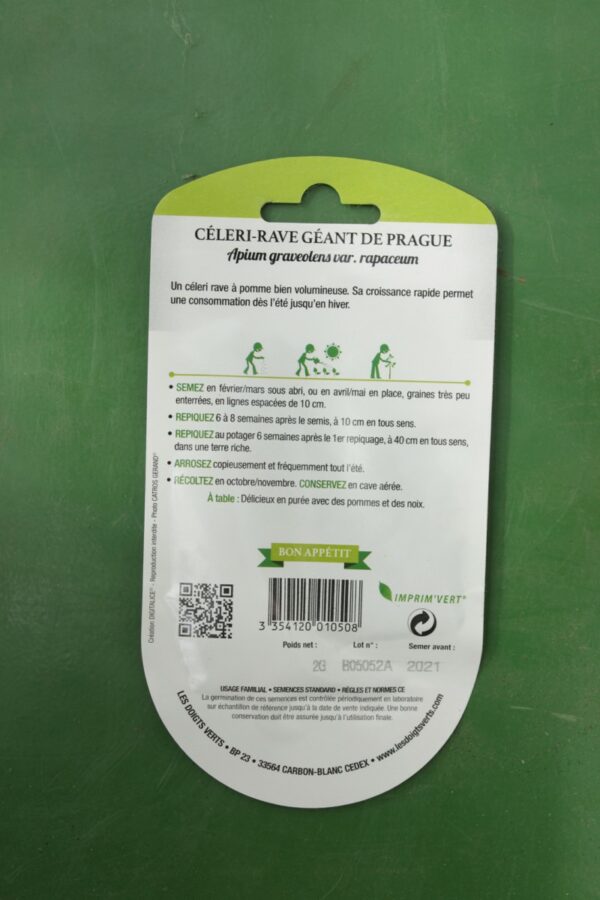 CÉLERI-RAVE GÉANT DE PRAGUE
Apium graveolens var. rapaceum
Un céleri rave à pomme bien volumineuse. Sa croissance rapide permet
une consommation dès l'été jusqu'en hiver.
• SEMEZ en février/mars sous abri, ou en avril/mai en place, graines très peu
enterrées, en lignes espacées de 10 cm.
• REPIQUEZ 6 à 8 semaines après le semis, à 10 cm en tous sens.
• REPIQUEZ au potager 6 semaines après le 1er repiquage, à 40 cm en tous sens,
dans une terre riche.
• ARROSEZ copieusement et fréquemment tout l'été.
• RÉCOLTEZ en octobre/novembre. CONSERVEZ en cave aérée.
À table : Délicieux en purée avec des pommes et des noix.
Création DIGITALICE® - Reproduction interdite - Photo CATROS GERAND®
BON APPÉTIT
IMPRIM'VERT®
3 354120 010508
Poids net : Lot n° : Semer avant :
2G B05052A 2021
USAGE FAMILIAL • SEMENCES STANDARD • RÈGLES ET NORMES CE
La germination de ces semences est contrôlée périodiquement en laboratoire
sur échantillon de référence jusqu'à la date de vente indiquée. Une bonne
conservation doit être assurée jusqu'à l'utilisation finale.
LES DOIGTS VERTS • BP 23 • 33564 CARBON-BLANC CEDEX • www.lesdoigtsverts.com